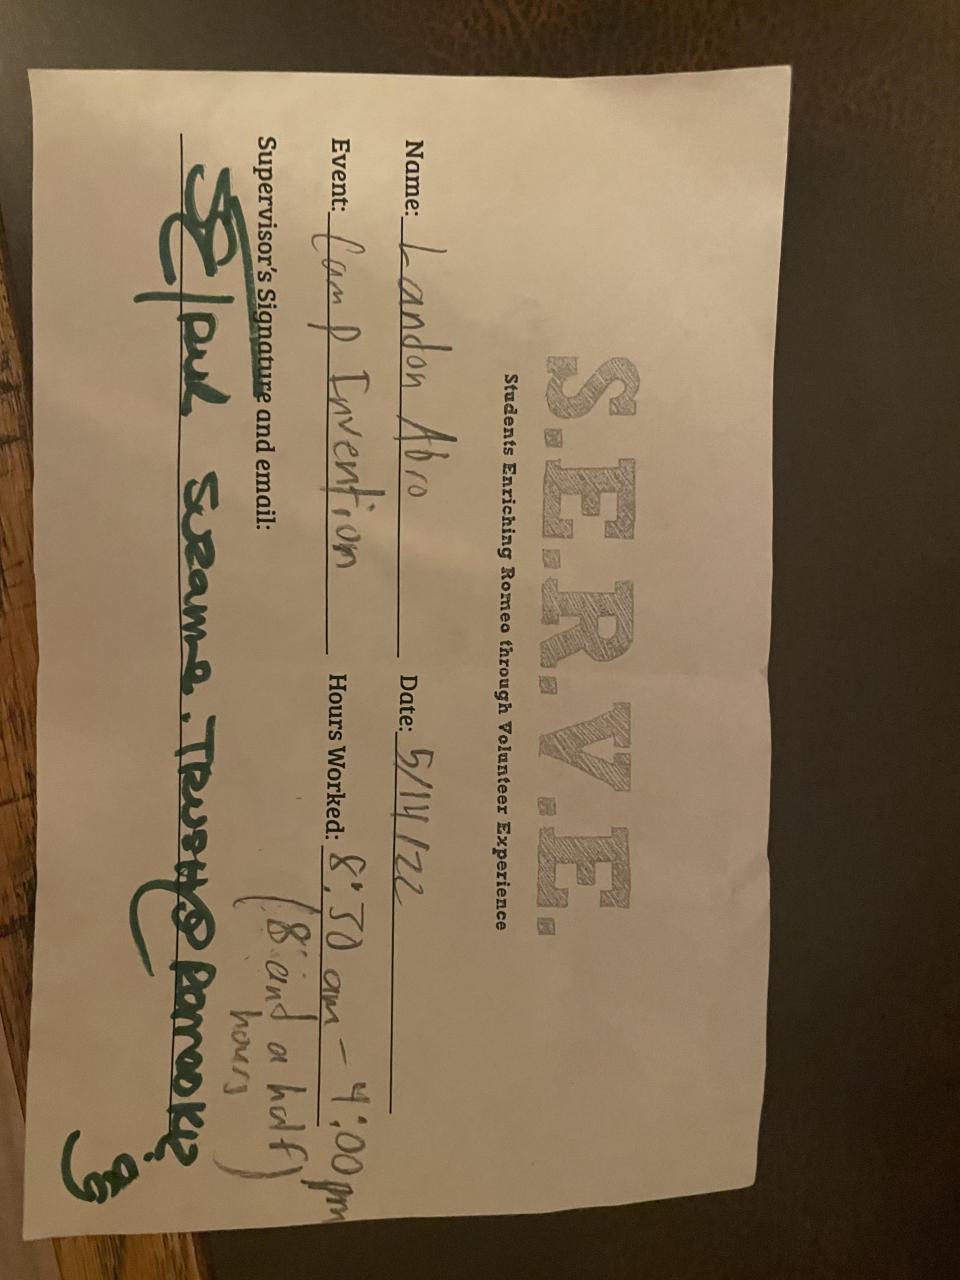 S.E.R.V.E.
Students Enriching Romeo through Volunteer Experience
Name: Landon Abro Date: 5/14/22
Event: Camp Invention Hours Worked: 8:30 am - 4:00 pm
(8 and a half hours)
Supervisor's Signature and email: